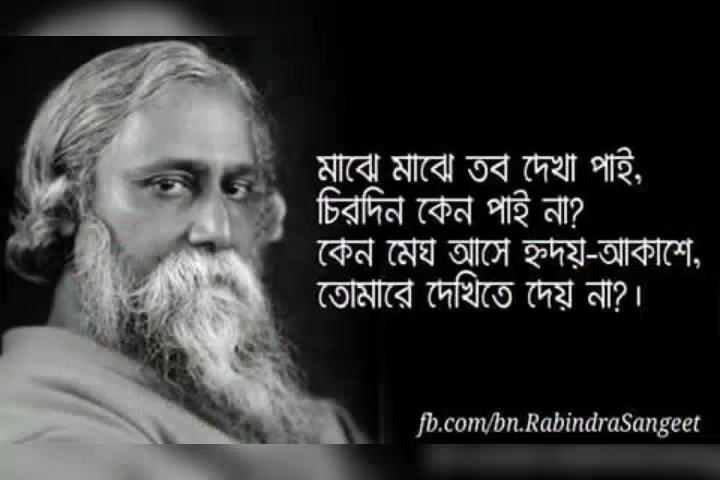 মাঝে মাঝে তব দেখা পাই,
চিরদিন কেন পাই না?
কেন মেঘ আসে হৃদয়-আকাশে,
তোমারে দেখিতে দেয় না?।
fb.com/bn.RabindraSangeet